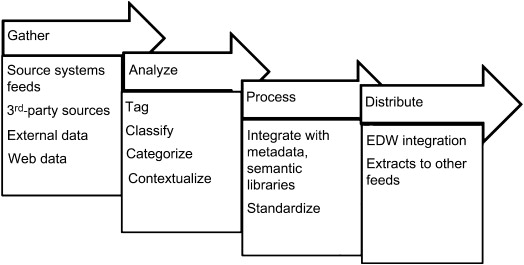 Gather
Source systems
feeds
3rd-party sources
External data
Web data
Analyze
Tag
Classify
Categorize
Contextualize
Process
Integrate with
metadata,
semantic
libraries
Standardize
Distribute
EDW integration
Extracts to other
feeds